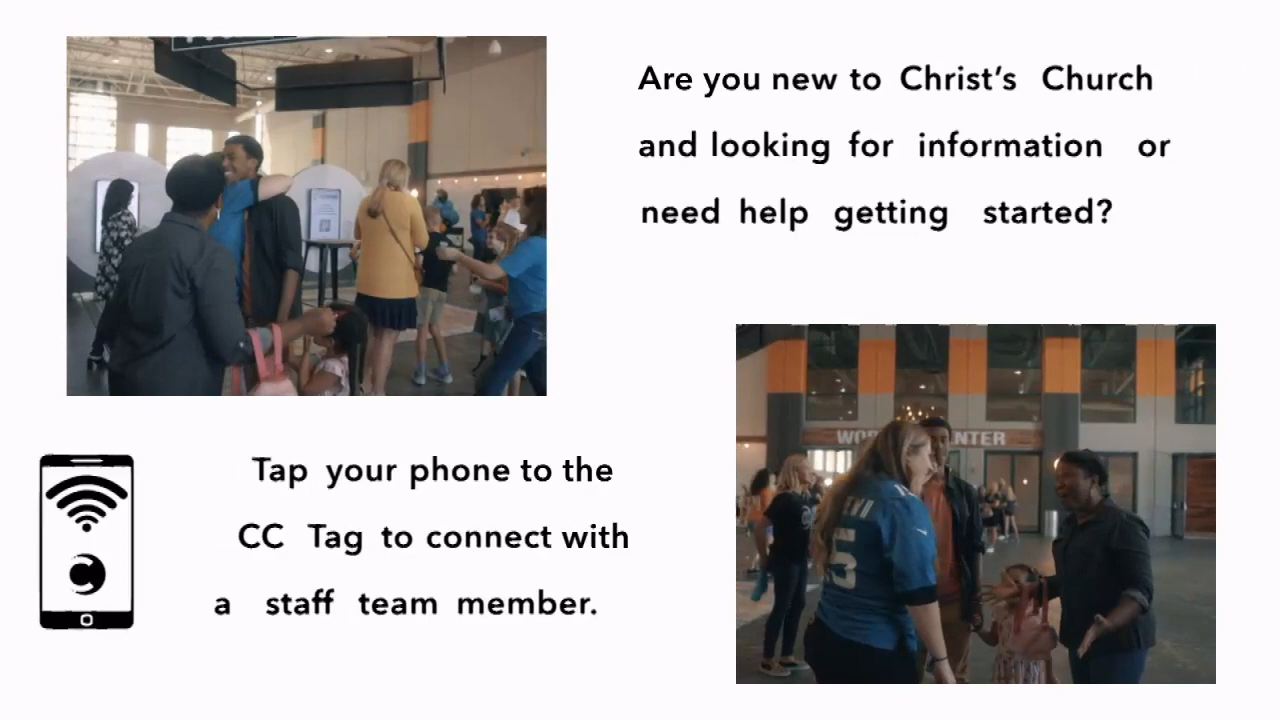 Are you new to Christ's Church
and looking for information or
need help getting started?
Tap your phone to the
CC Tag to connect with
a staff team member.
5